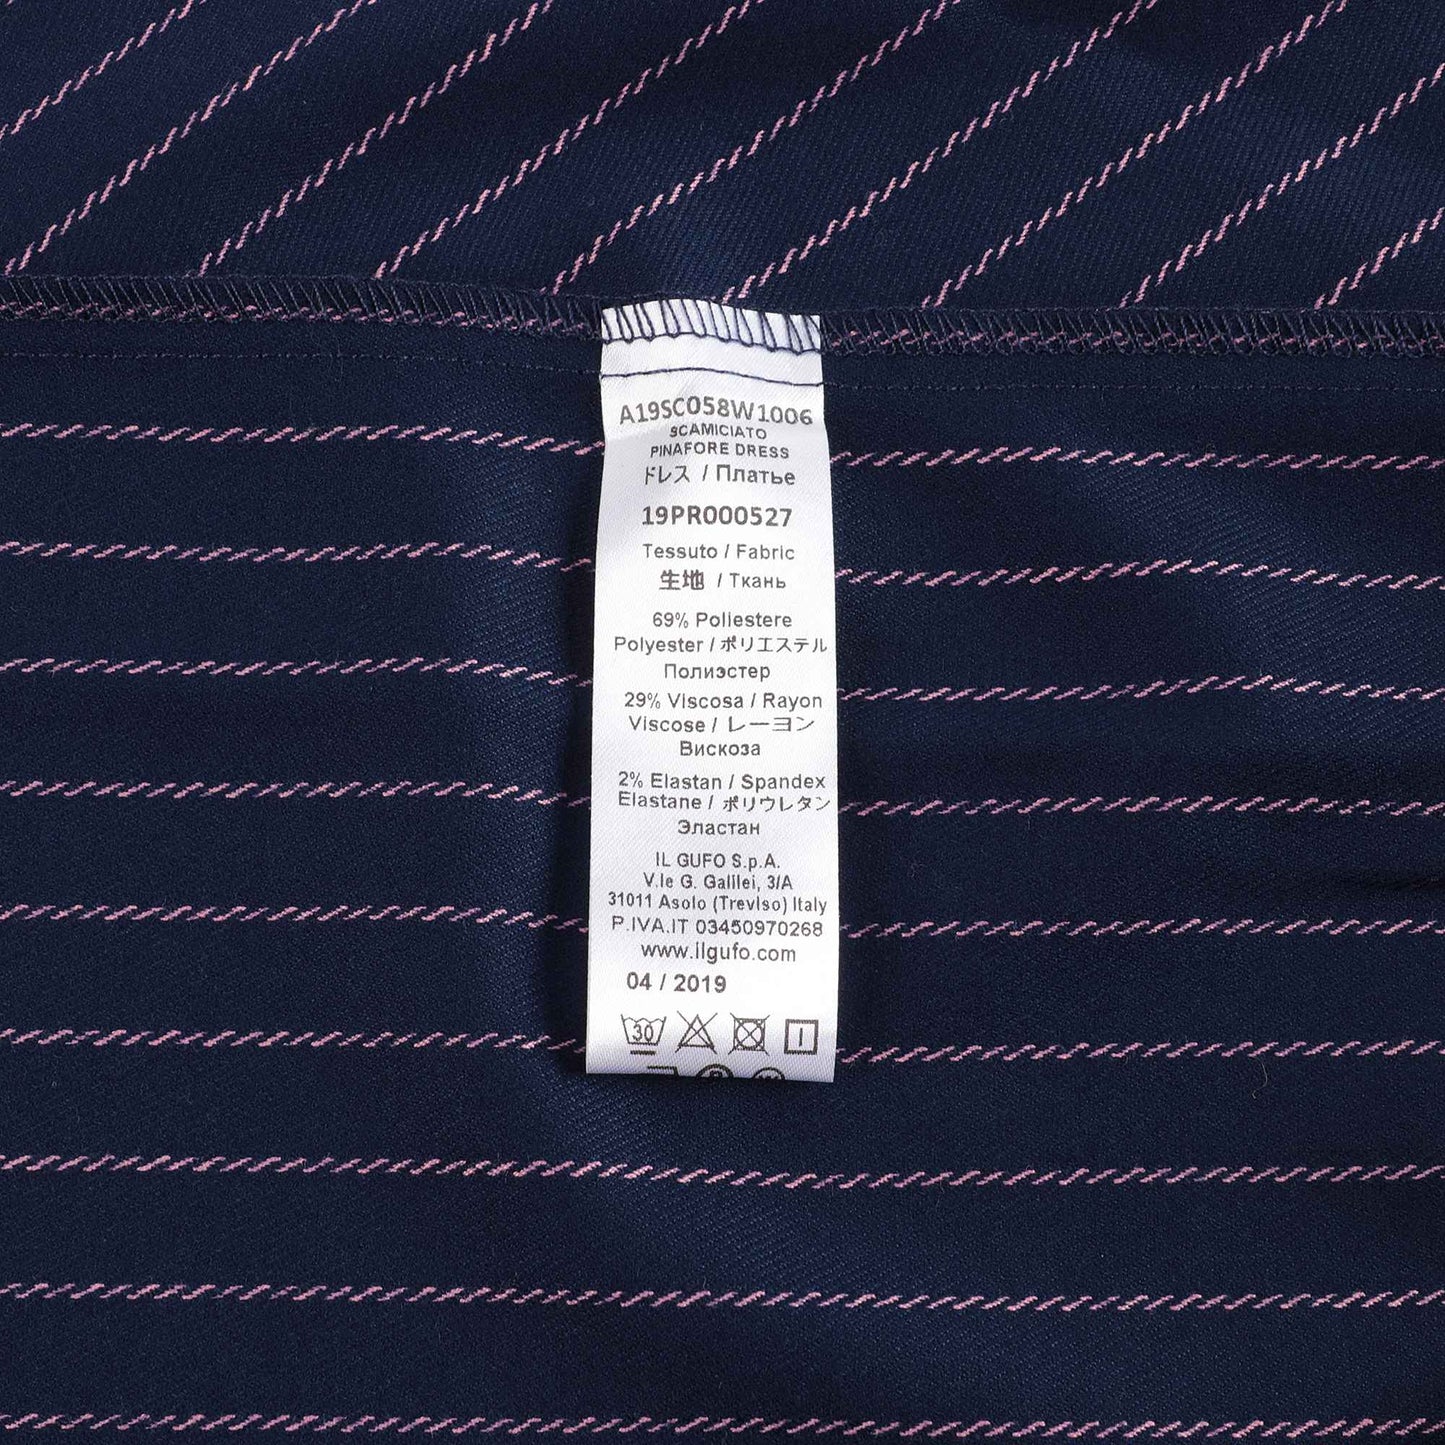 A19SC058W1006
SCAMICIATO
PINAFORE DRESS
ドレス / Платье
19PR000527
Tessuto / Fabric
生地 / Ткань
69% Poliestere
Polyester / ポリエステル
Полиэстер
29% Viscosa / Rayon
Viscose / レーヨン
Вискоза
2% Elastan / Spandex
Elastane / ポリウレタン
Эластан
IL GUFO S.p.A.
V.le G. Galilei, 3/A
31011 Asolo (Treviso) Italy
P.IVA.IT 03450970268
www.ilgufo.com
04 / 2019
30